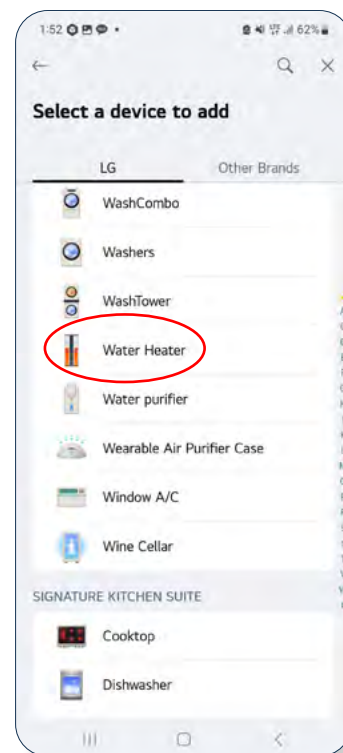 1:52 62%
Select a device to add
LG Other Brands
WashCombo
Washers
WashTower
Water Heater
Water purifier
Wearable Air Purifier Case
Window A/C
Wine Cellar
SIGNATURE KITCHEN SUITE
Cooktop
Dishwasher